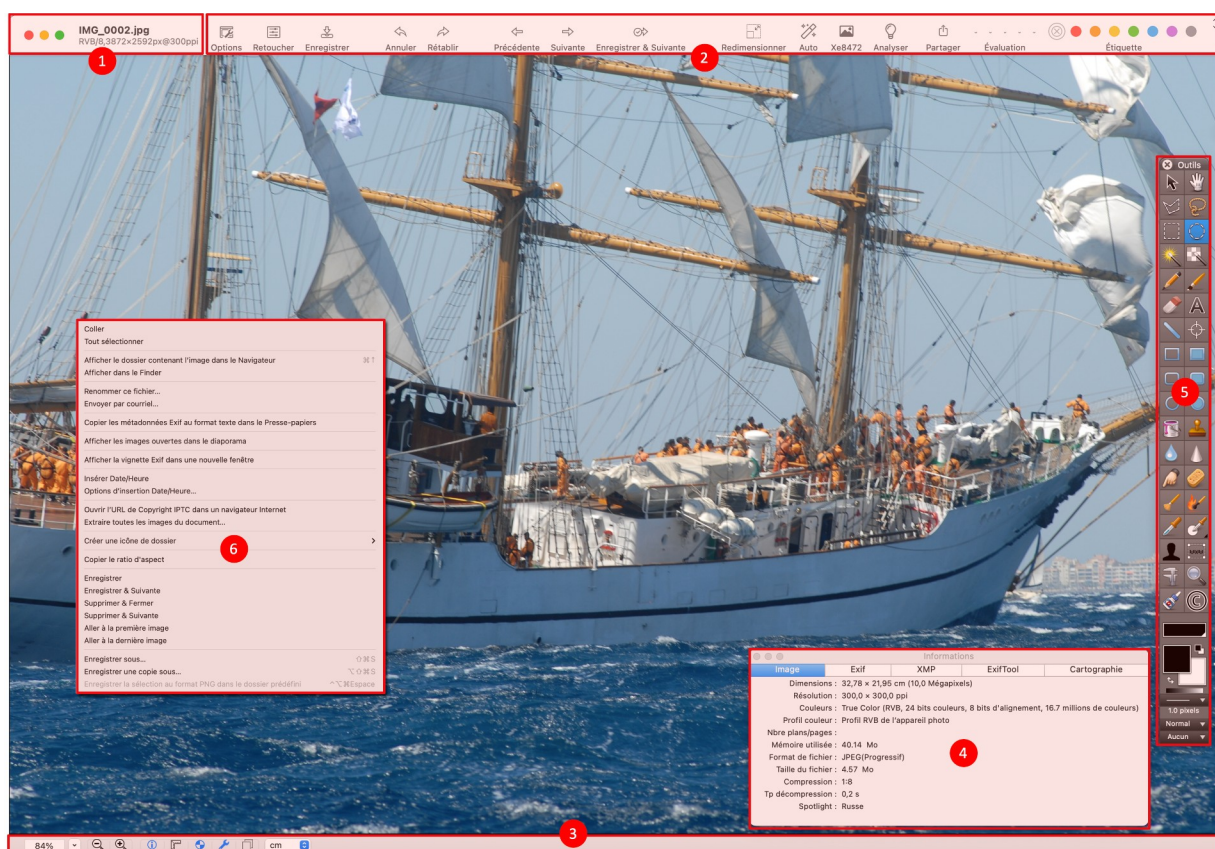 IMG_0002.jpg
RVB/8,3872×2592px@300ppi
1
Options Retoucher Enregistrer Annuler Rétablir Précédente Suivante Enregistrer & Suivante Redimensionner Auto Xe8472 Analyser Partager Évaluation Étiquette
2
Outils
A
5
1.0 pixels
Normal
Aucun
Coller
Tout sélectionner
Afficher le dossier contenant l'image dans le Navigateur ⌘↑
Afficher dans le Finder
Renommer ce fichier...
Envoyer par courriel...
Copier les métadonnées Exif au format texte dans le Presse-papiers
Afficher les images ouvertes dans le diaporama
Afficher la vignette Exif dans une nouvelle fenêtre
Insérer Date/Heure
Options d'insertion Date/Heure...
Ouvrir l'URL de Copyright IPTC dans un navigateur Internet
Extraire toutes les images du document...
Créer une icône de dossier
6
Copier le ratio d'aspect
Enregistrer
Enregistrer & Suivante
Supprimer & Fermer
Supprimer & Suivante
Aller à la première image
Aller à la dernière image
Enregistrer sous... ⇧⌘S
Enregistrer une copie sous... ⌥⇧⌘S
Enregistrer la sélection au format PNG dans le dossier prédéfini ^⌥⌘Espace
Informations
Image Exif XMP ExifTool Cartographie
Dimensions : 32,78 × 21,95 cm (10,0 Mégapixels)
Résolution : 300,0 × 300,0 ppi
Couleurs : True Color (RVB, 24 bits couleurs, 8 bits d'alignement, 16.7 millions de couleurs)
Profil couleur : Profil RVB de l'appareil photo
Nbre plans/pages :
Mémoire utilisée : 40.14 Mo
Format de fichier : JPEG(Progressif)
Taille du fichier : 4.57 Mo
Compression : 1:8
Tp décompression : 0,2 s
Spotlight : Russe
4
3
84% cm